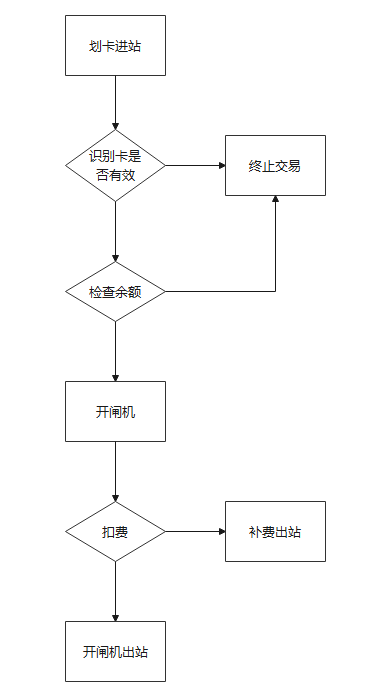 划卡进站
识别卡是
否有效
终止交易
检查余额
开闸机
扣费
补费出站
开闸机出站